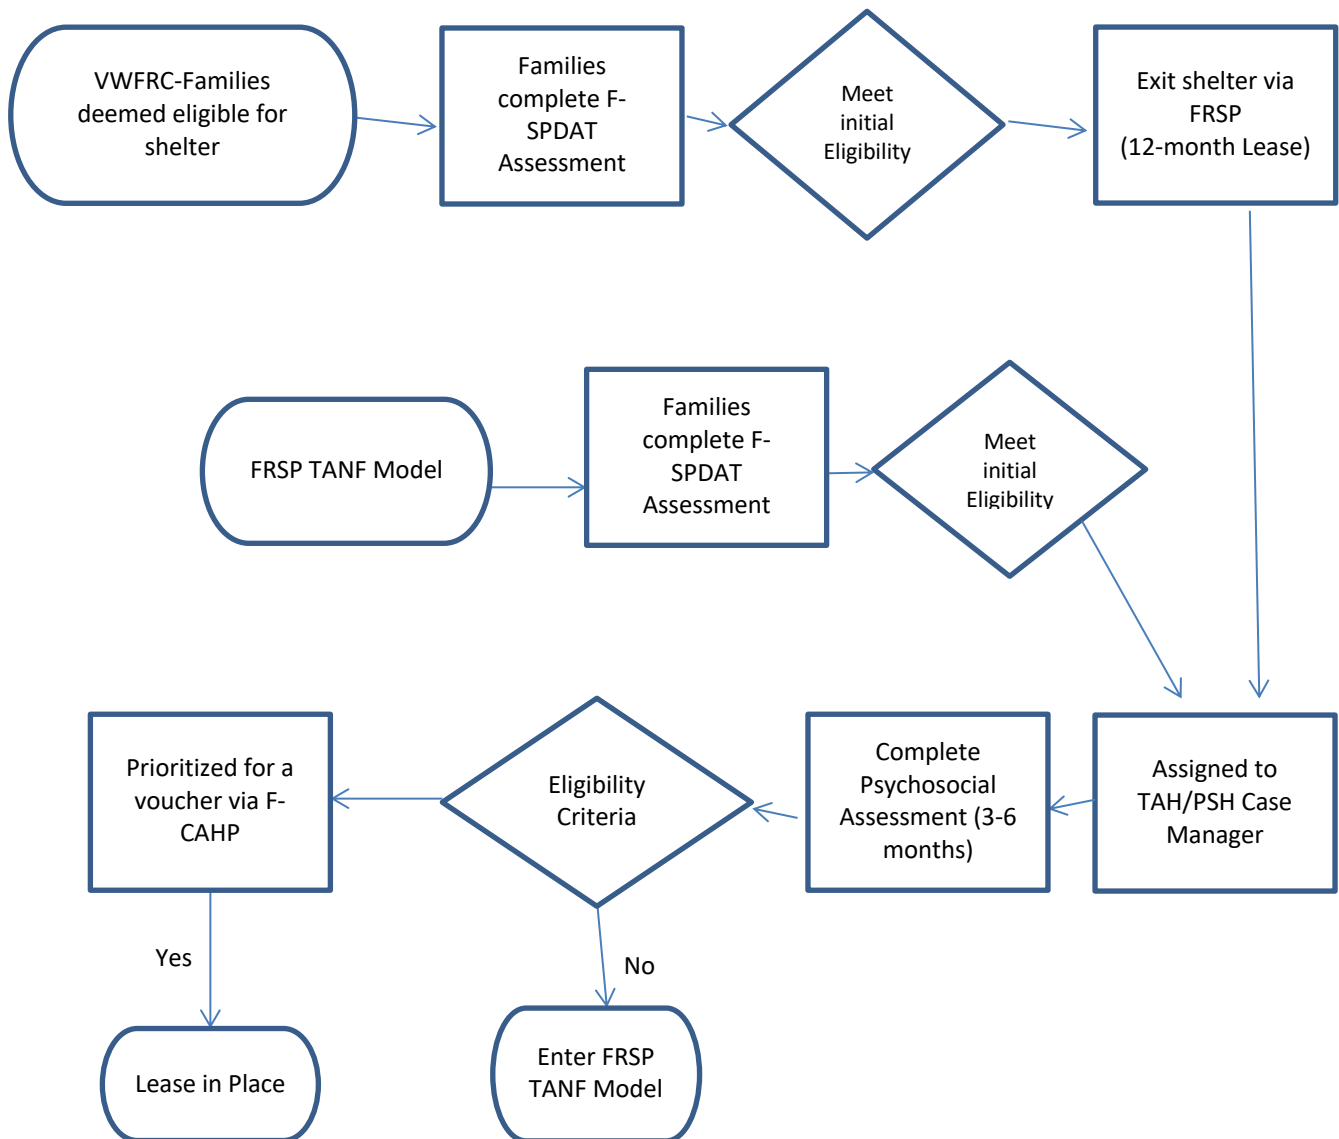 VWFRC-Families
deemed eligible for
shelter
Families
complete F-
SPDAT
Assessment
Meet
initial
Eligibility
Exit shelter via
FRSP
(12-month Lease)
FRSP TANF Model
Families
complete F-
SPDAT
Assessment
Meet
initial
Eligibility
Prioritized for a
voucher via F-
CAHP
Eligibility
Criteria
Complete
Psychosocial
Assessment (3-6
months)
Assigned to
TAH/PSH Case
Manager
Yes
No
Lease in Place
Enter FRSP
TANF Model